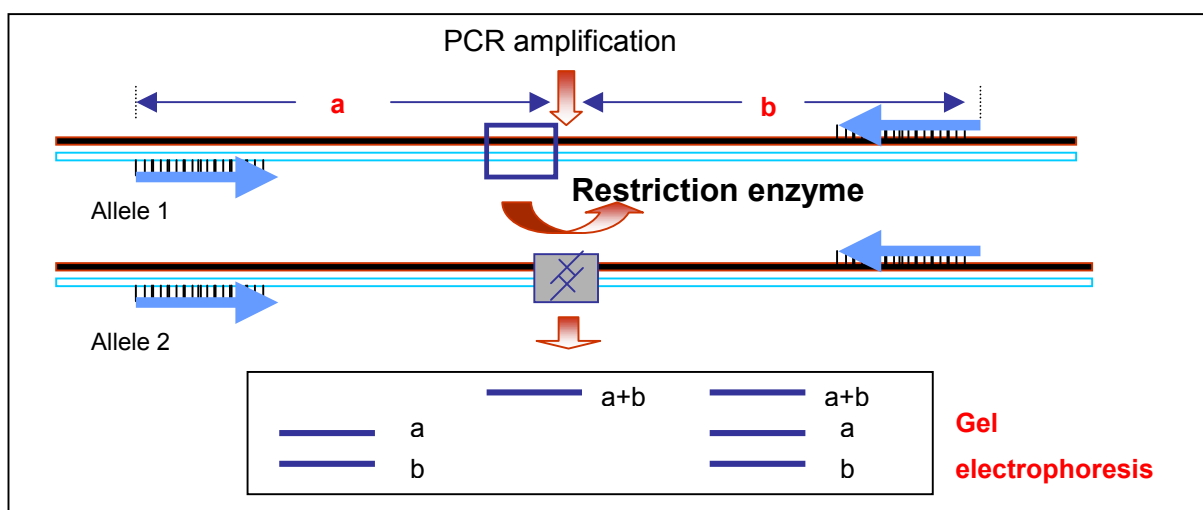 PCR amplification
a b
Restriction enzyme
Allele 1
Allele 2
a+b a+b
a a
b b
Gel
electrophoresis